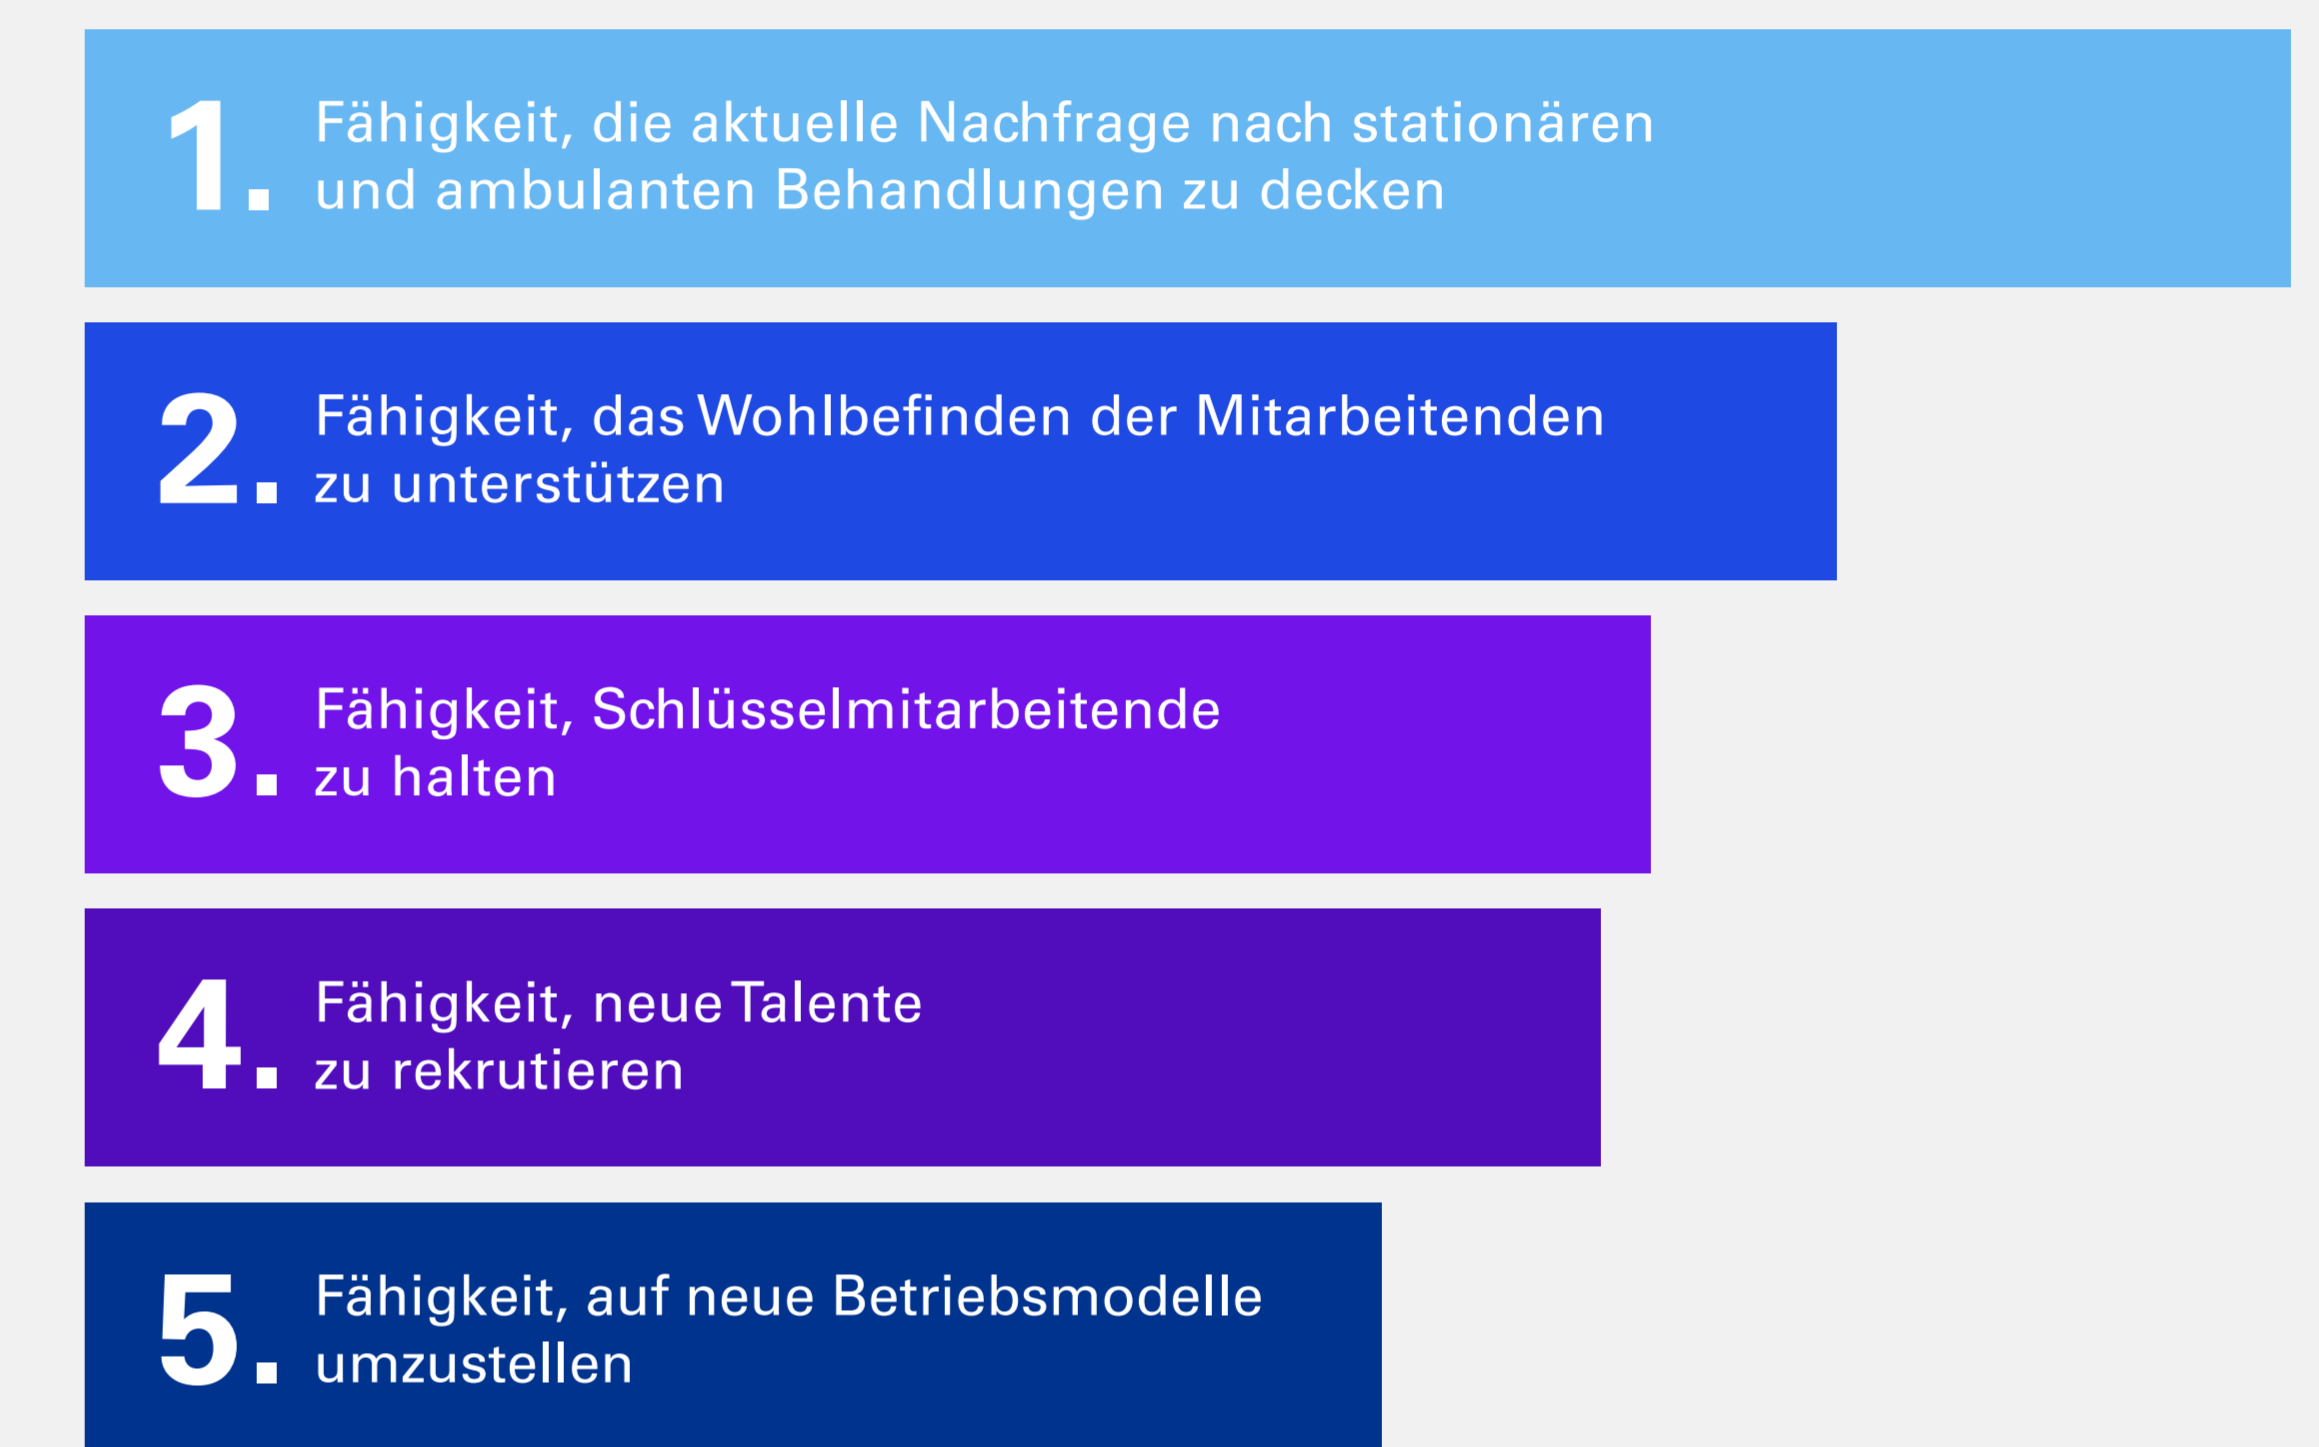 1. Fähigkeit, die aktuelle Nachfrage nach stationären
und ambulanten Behandlungen zu decken
2. Fähigkeit, das Wohlbefinden der Mitarbeitenden
zu unterstützen
3. Fähigkeit, Schlüsselmitarbeitende
zu halten
4. Fähigkeit, neue Talente
zu rekrutieren
5. Fähigkeit, auf neue Betriebsmodelle
umzustellen